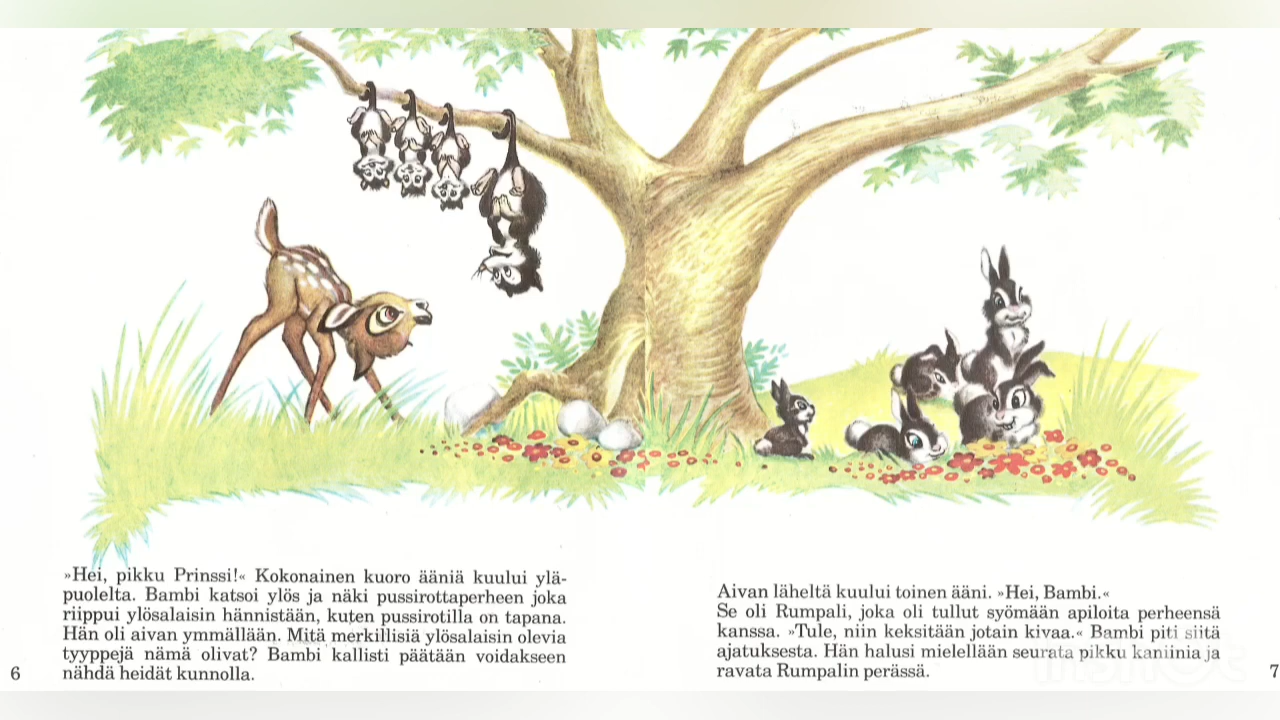 »Hei, pikku Prinssi!« Kokonainen kuoro ääniä kuului ylä-
puolelta. Bambi katsoi ylös ja näki pussirottaperheen joka
riippui ylösalaisin hännistään, kuten pussirotilla on tapana.
Hän oli aivan ymmällään. Mitä merkillisiä ylösalaisin olevia
tyyppejä nämä olivat? Bambi kallisti päätään voidakseen
nähdä heidät kunnolla.
6
Aivan läheltä kuului toinen ääni. »Hei, Bambi.«
Se oli Rumpali, joka oli tullut syömään apiloita perheensä
kanssa. »Tule, niin keksitään jotain kivaa.« Bambi piti siitä
ajatuksesta. Hän halusi mielellään seurata pikku kaniinia ja
ravata Rumpalin perässä.
7